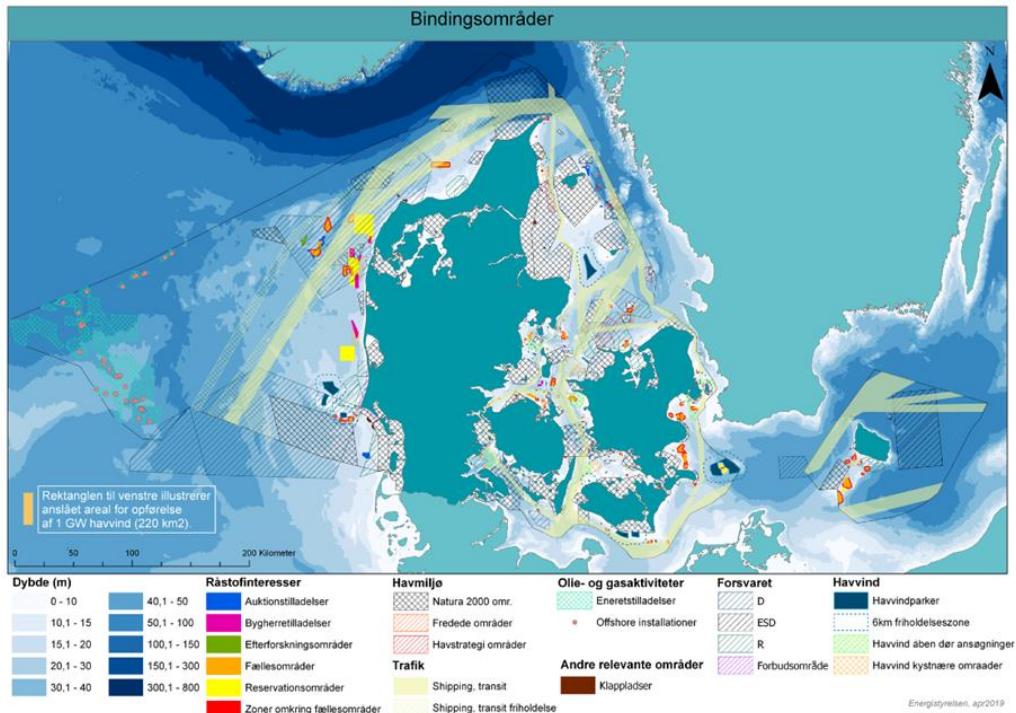 Bindingsområder
N
Rektanglen til venstre illustrerer
anslået areal for opførelse
af 1 GW havvind (220 km2).
0 50 100 200 Kilometer
Dybde (m)
0 - 10
10,1 - 15
15,1 - 20
20,1 - 30
30,1 - 40
40,1 - 50
50,1 - 100
100,1 - 150
150,1 - 300
300,1 - 800
Råstofinteresser
Auktionstilladelser
Bygherretilladelser
Efterforskningsområder
Fællesområder
Reservationsområder
Zoner omkring fællesområder
Havmiljø
Natura 2000 omr.
Fredede områder
Havstrategi områder
Trafik
Shipping, transit
Shipping, transit friholdelse
Olie- og gasaktiviteter
Eneretstilladelser
Offshore installationer
Andre relevante områder
Klappladser
Forsvaret
D
ESD
R
Forbudsområde
Havvind
Havvindparker
6km friholdelseszone
Havvind åben dør ansøgninger
Havvind kystnære omraader
Energistyrelsen, apr2019